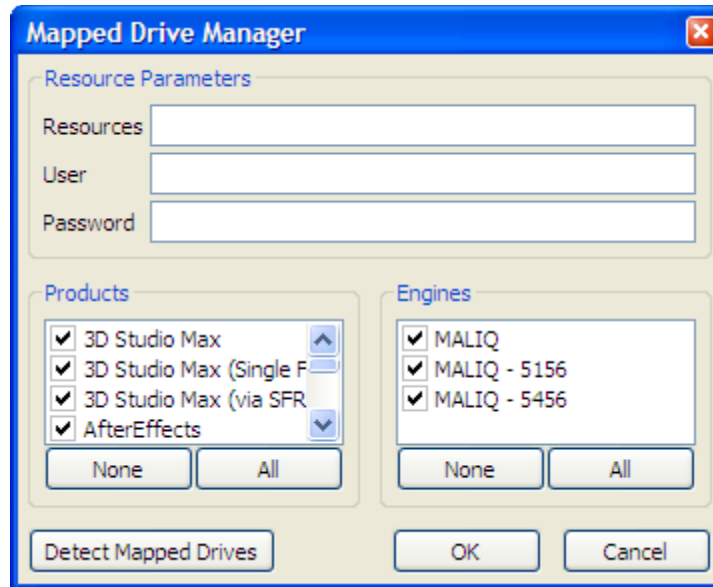 Mapped Drive Manager
Resource Parameters
Resources
User
Password
Products
3D Studio Max
3D Studio Max (Single F
3D Studio Max (via SFR
AfterEffects
None All
Engines
MALIQ
MALIQ - 5156
MALIQ - 5456
None All
Detect Mapped Drives OK Cancel